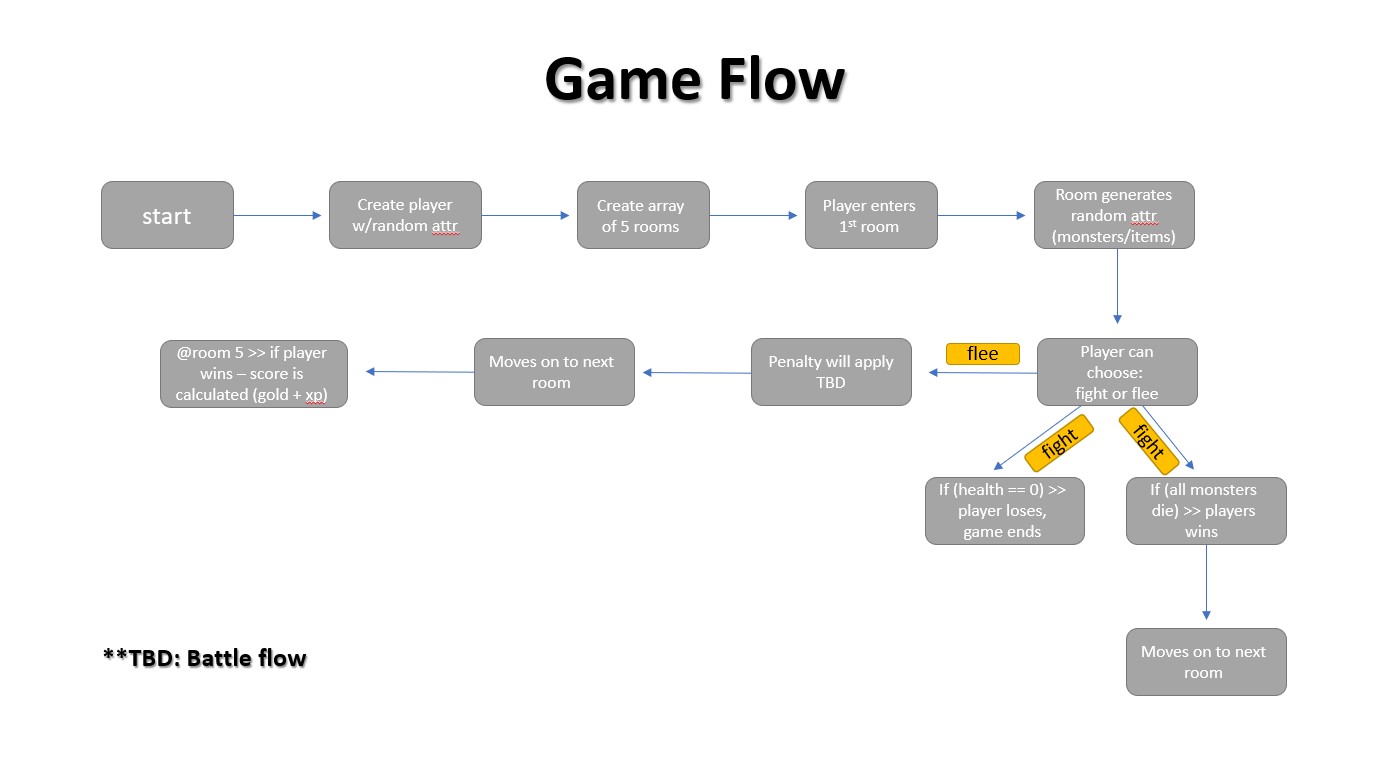 Game Flow
start
Create player
w/random attr
Create array
of 5 rooms
Player enters
1st room
Room generates
random attr
(monsters/items)
@room 5 >> if player
wins – score is
calculated (gold + xp)
Moves on to next
room
Penalty will apply
TBD
flee
Player can
choose:
fight or flee
fight
fight
If (health == 0) >>
player loses,
game ends
If (all monsters
die) >> players
wins
Moves on to next
room
**TBD: Battle flow